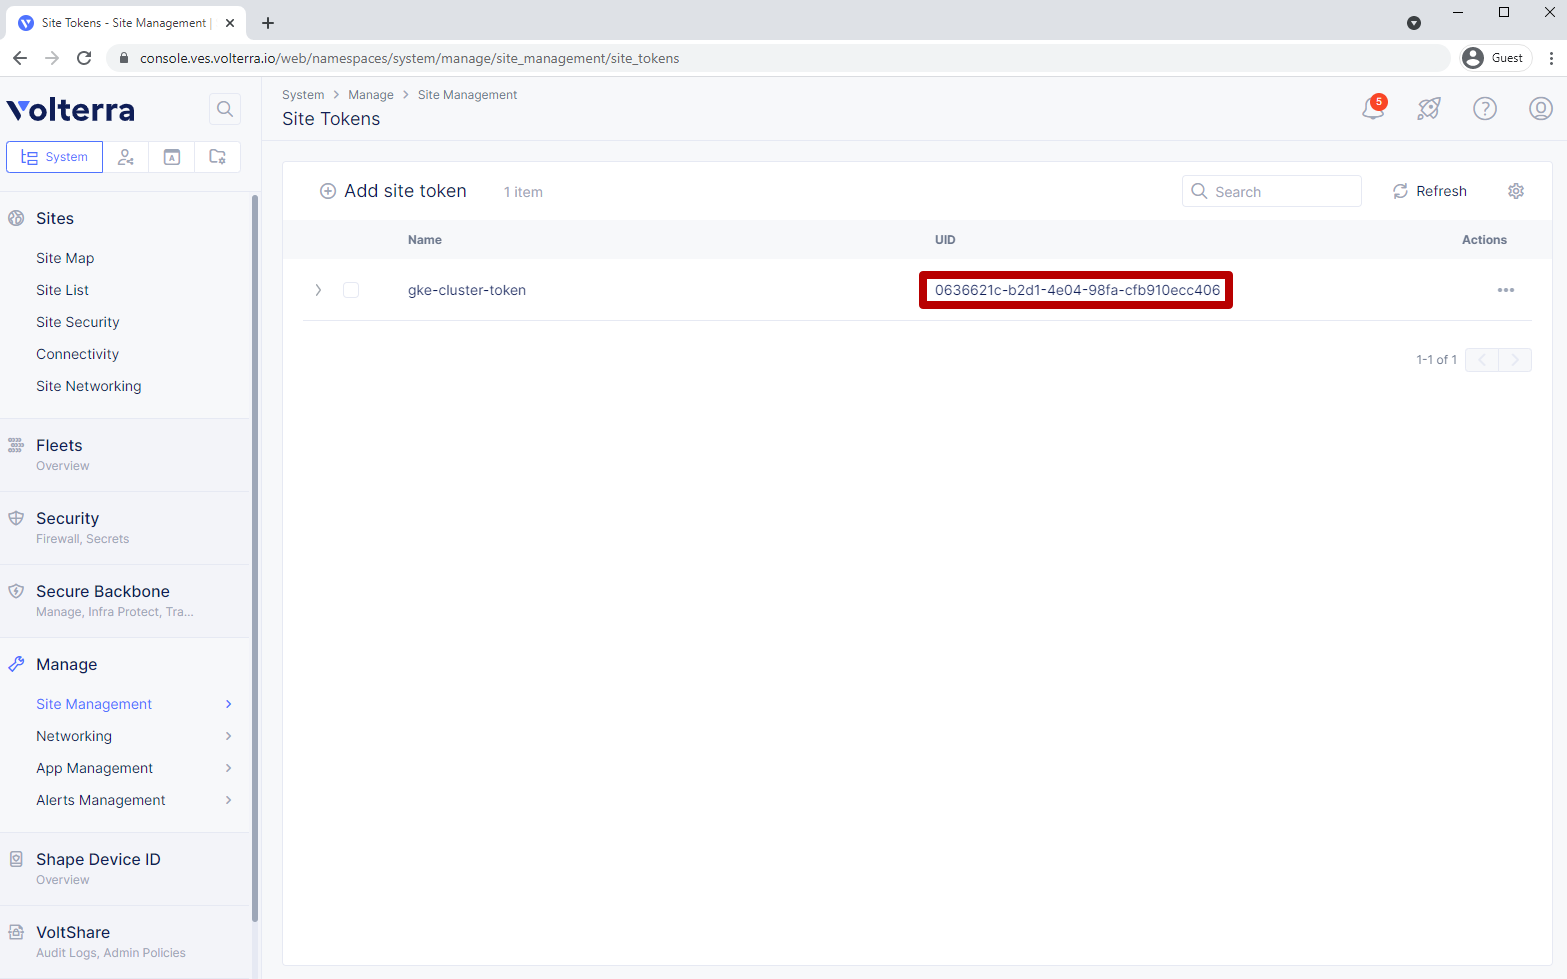 Site Tokens - Site Management |
console.ves.volterra.io/web/namespaces/system/manage/site_management/site_tokens
Guest
Volterra
System > Manage > Site Management
Site Tokens
5
System
A
Add site token
1 item
Search
Refresh
Name
UID
Actions
gke-cluster-token
0636621c-b2d1-4e04-98fa-cfb910ecc406
1-1 of 1
Sites
Site Map
Site List
Site Security
Connectivity
Site Networking
Fleets
Overview
Security
Firewall, Secrets
Secure Backbone
Manage, Infra Protect, Tra...
Manage
Site Management
Networking
App Management
Alerts Management
Shape Device ID
Overview
VoltShare
Audit Logs, Admin Policies